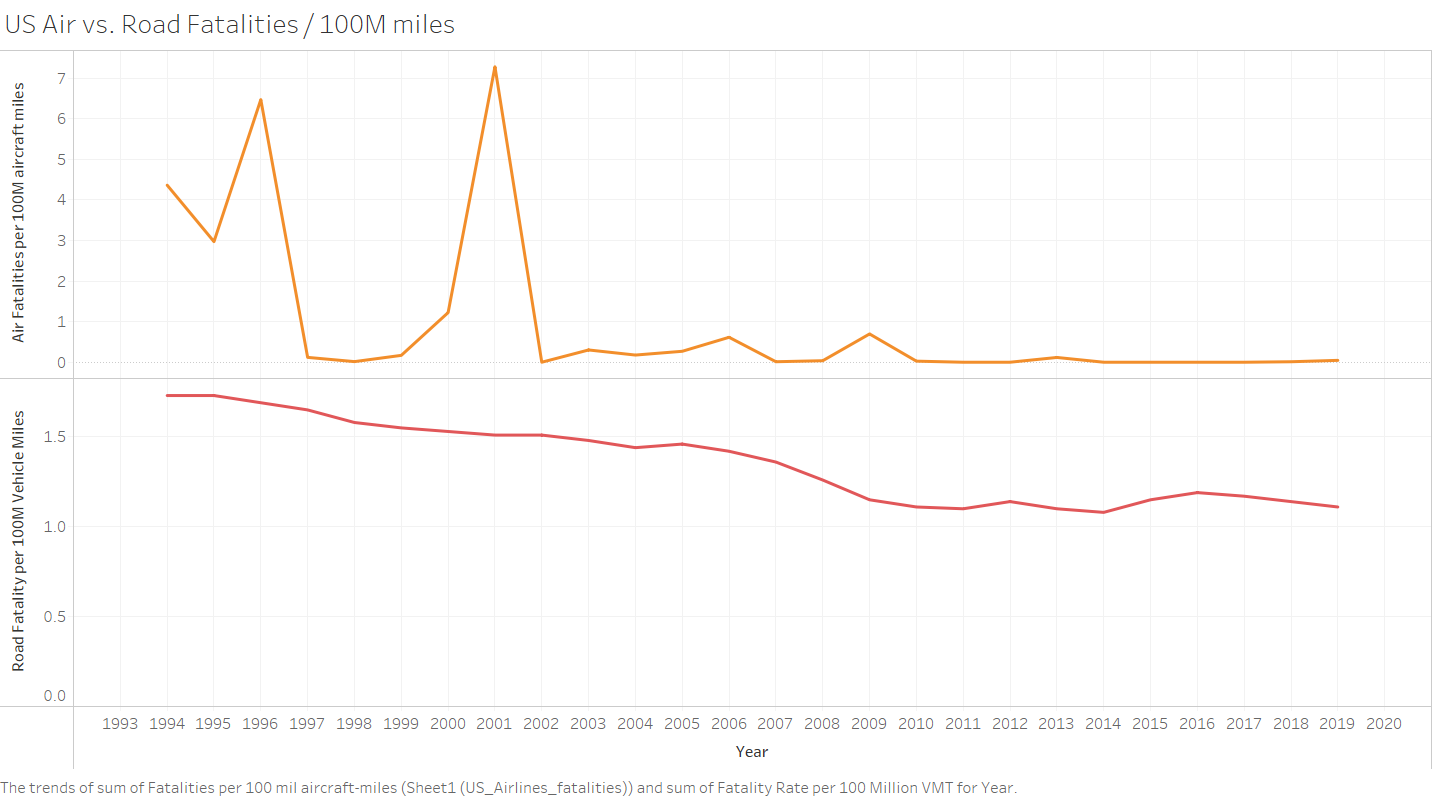 US Air vs. Road Fatalities / 100M miles
Air Fatalities per 100M aircraft miles
7
6
5
4
3
2
1
0
Road Fatality per 100M Vehicle Miles
1.5
1.0
0.5
0.0
1993 1994 1995 1996 1997 1998 1999 2000 2001 2002 2003 2004 2005 2006 2007 2008 2009 2010 2011 2012 2013 2014 2015 2016 2017 2018 2019 2020
Year
The trends of sum of Fatalities per 100 mil aircraft-miles (Sheet1 (US_Airlines_fatalities)) and sum of Fatality Rate per 100 Million VMT for Year.